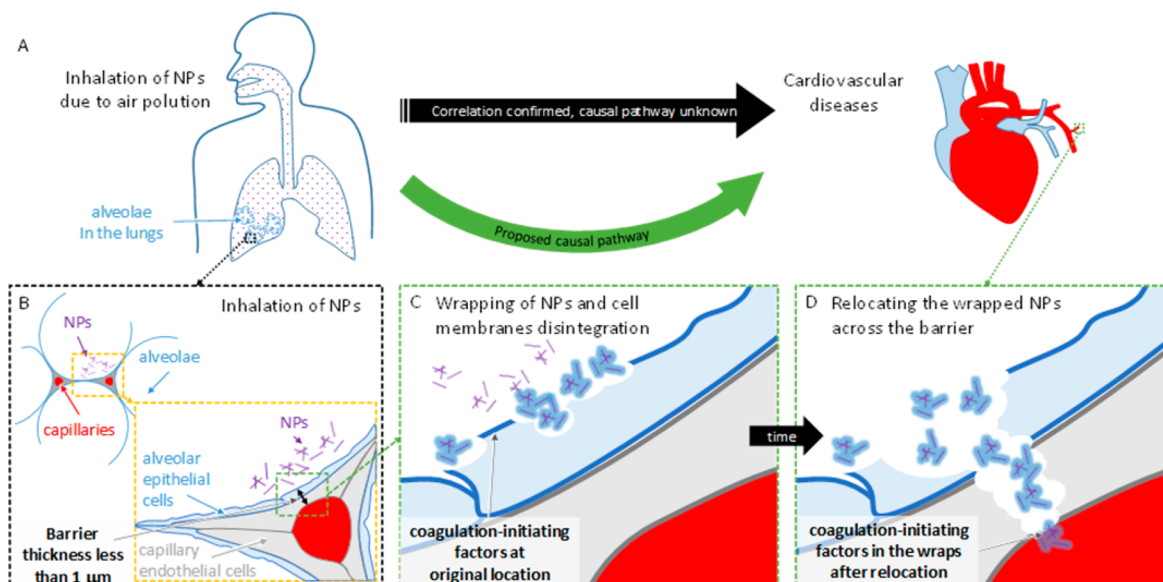 A
Inhalation of NPs
due to air polution
Correlation confirmed, causal pathway unknown
Cardiovascular
diseases
alveolae
In the lungs
Proposed causal pathway
B
Inhalation of NPs
NPs
alveolae
capillaries
NPs
alveolar
epithelial
cells
Barrier
thickness less
than 1 µm
capillary
endothelial cells
C
Wrapping of NPs and cell
membranes disintegration
coagulation-initiating
factors at
original location
time
D
Relocating the wrapped NPs
across the barrier
coagulation-initiating
factors in the wraps
after relocation